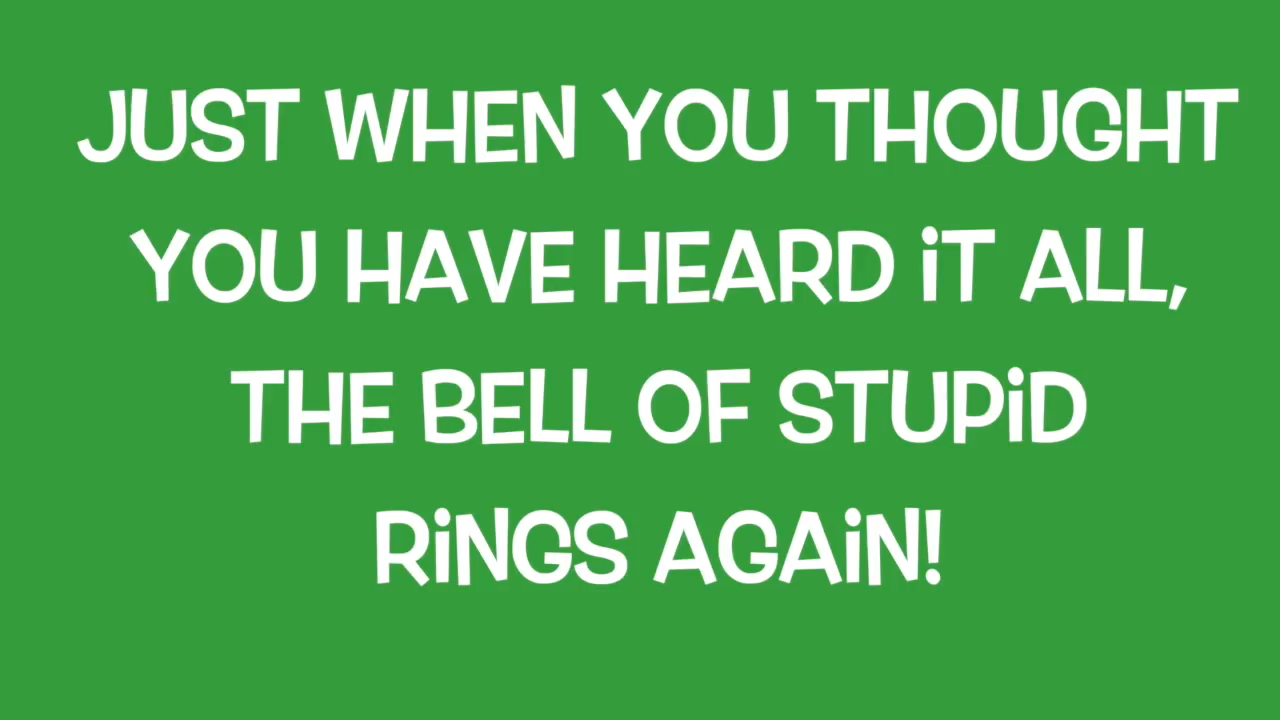 JUST WHEN YOU THOUGHT
YOU HAVE HEARD iT ALL,
THE BELL OF STUPiD
RiNGS AGAiN!